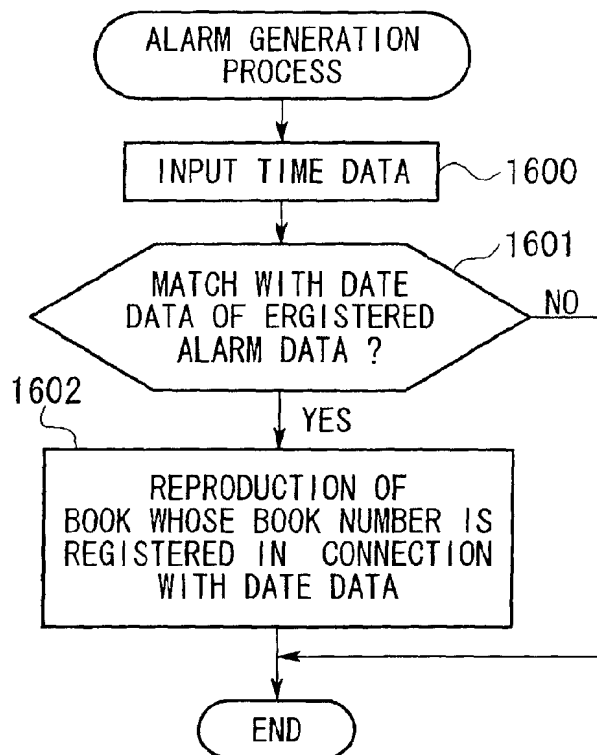 ALARM GENERATION
PROCESS
INPUT TIME DATA
1600
1601
MATCH WITH DATE
DATA OF ERGISTERED
ALARM DATA ?
NO
1602
YES
REPRODUCTION OF
BOOK WHOSE BOOK NUMBER IS
REGISTERED IN CONNECTION
WITH DATE DATA
END